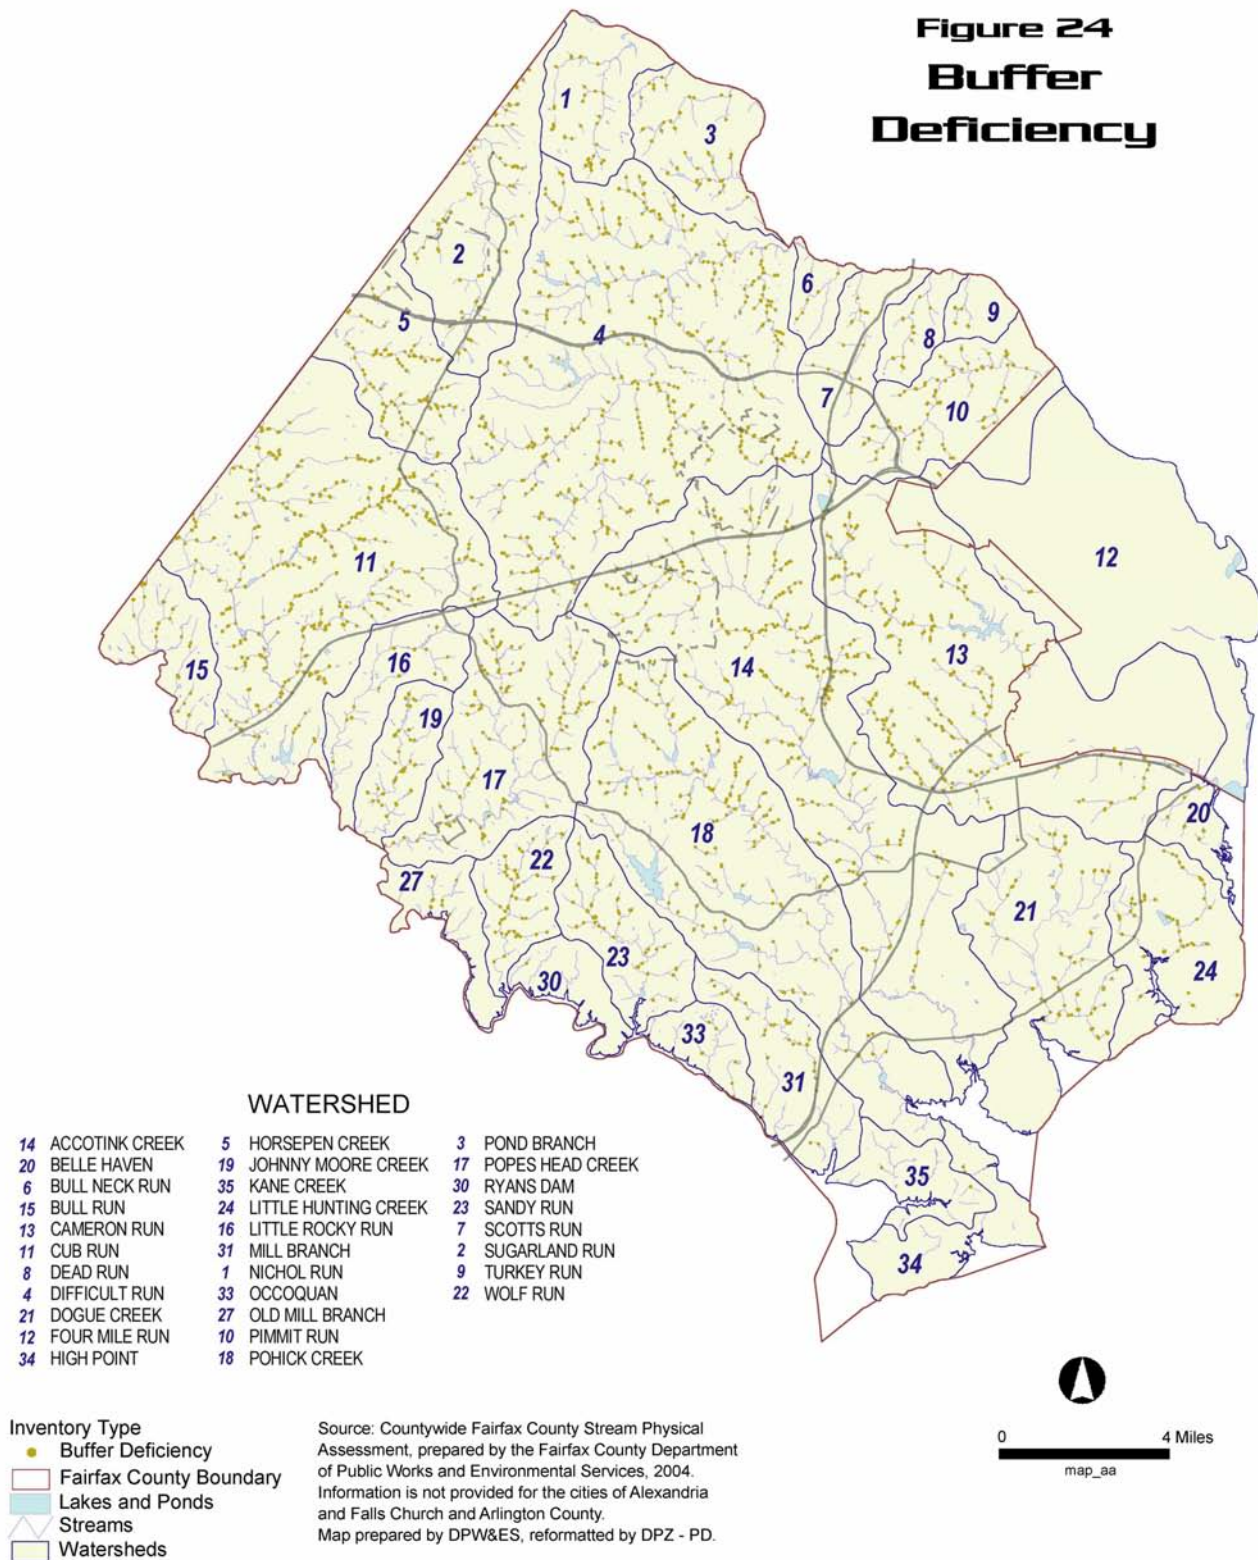 Figure 24
Buffer
Deficiency
1
3
2
6
9
5
4
8
7
10
11
12
13
15
16
14
19
17
20
18
22
27
21
23
24
30
33
31
35
34
WATERSHED
14 ACCOTINK CREEK
20 BELLE HAVEN
6 BULL NECK RUN
15 BULL RUN
13 CAMERON RUN
11 CUB RUN
8 DEAD RUN
4 DIFFICULT RUN
21 DOGUE CREEK
12 FOUR MILE RUN
34 HIGH POINT
5 HORSEPEN CREEK
19 JOHNNY MOORE CREEK
35 KANE CREEK
24 LITTLE HUNTING CREEK
16 LITTLE ROCKY RUN
31 MILL BRANCH
1 NICHOL RUN
33 OCCOQUAN
27 OLD MILL BRANCH
10 PIMMIT RUN
18 POHICK CREEK
3 POND BRANCH
17 POPES HEAD CREEK
30 RYANS DAM
23 SANDY RUN
7 SCOTTS RUN
2 SUGARLAND RUN
9 TURKEY RUN
22 WOLF RUN
Inventory Type
Buffer Deficiency
Fairfax County Boundary
Lakes and Ponds
Streams
Watersheds
Source: Countywide Fairfax County Stream Physical
Assessment, prepared by the Fairfax County Department
of Public Works and Environmental Services, 2004.
Information is not provided for the cities of Alexandria
and Falls Church and Arlington County.
Map prepared by DPW&ES, reformatted by DPZ - PD.
0 4 Miles
map_aa